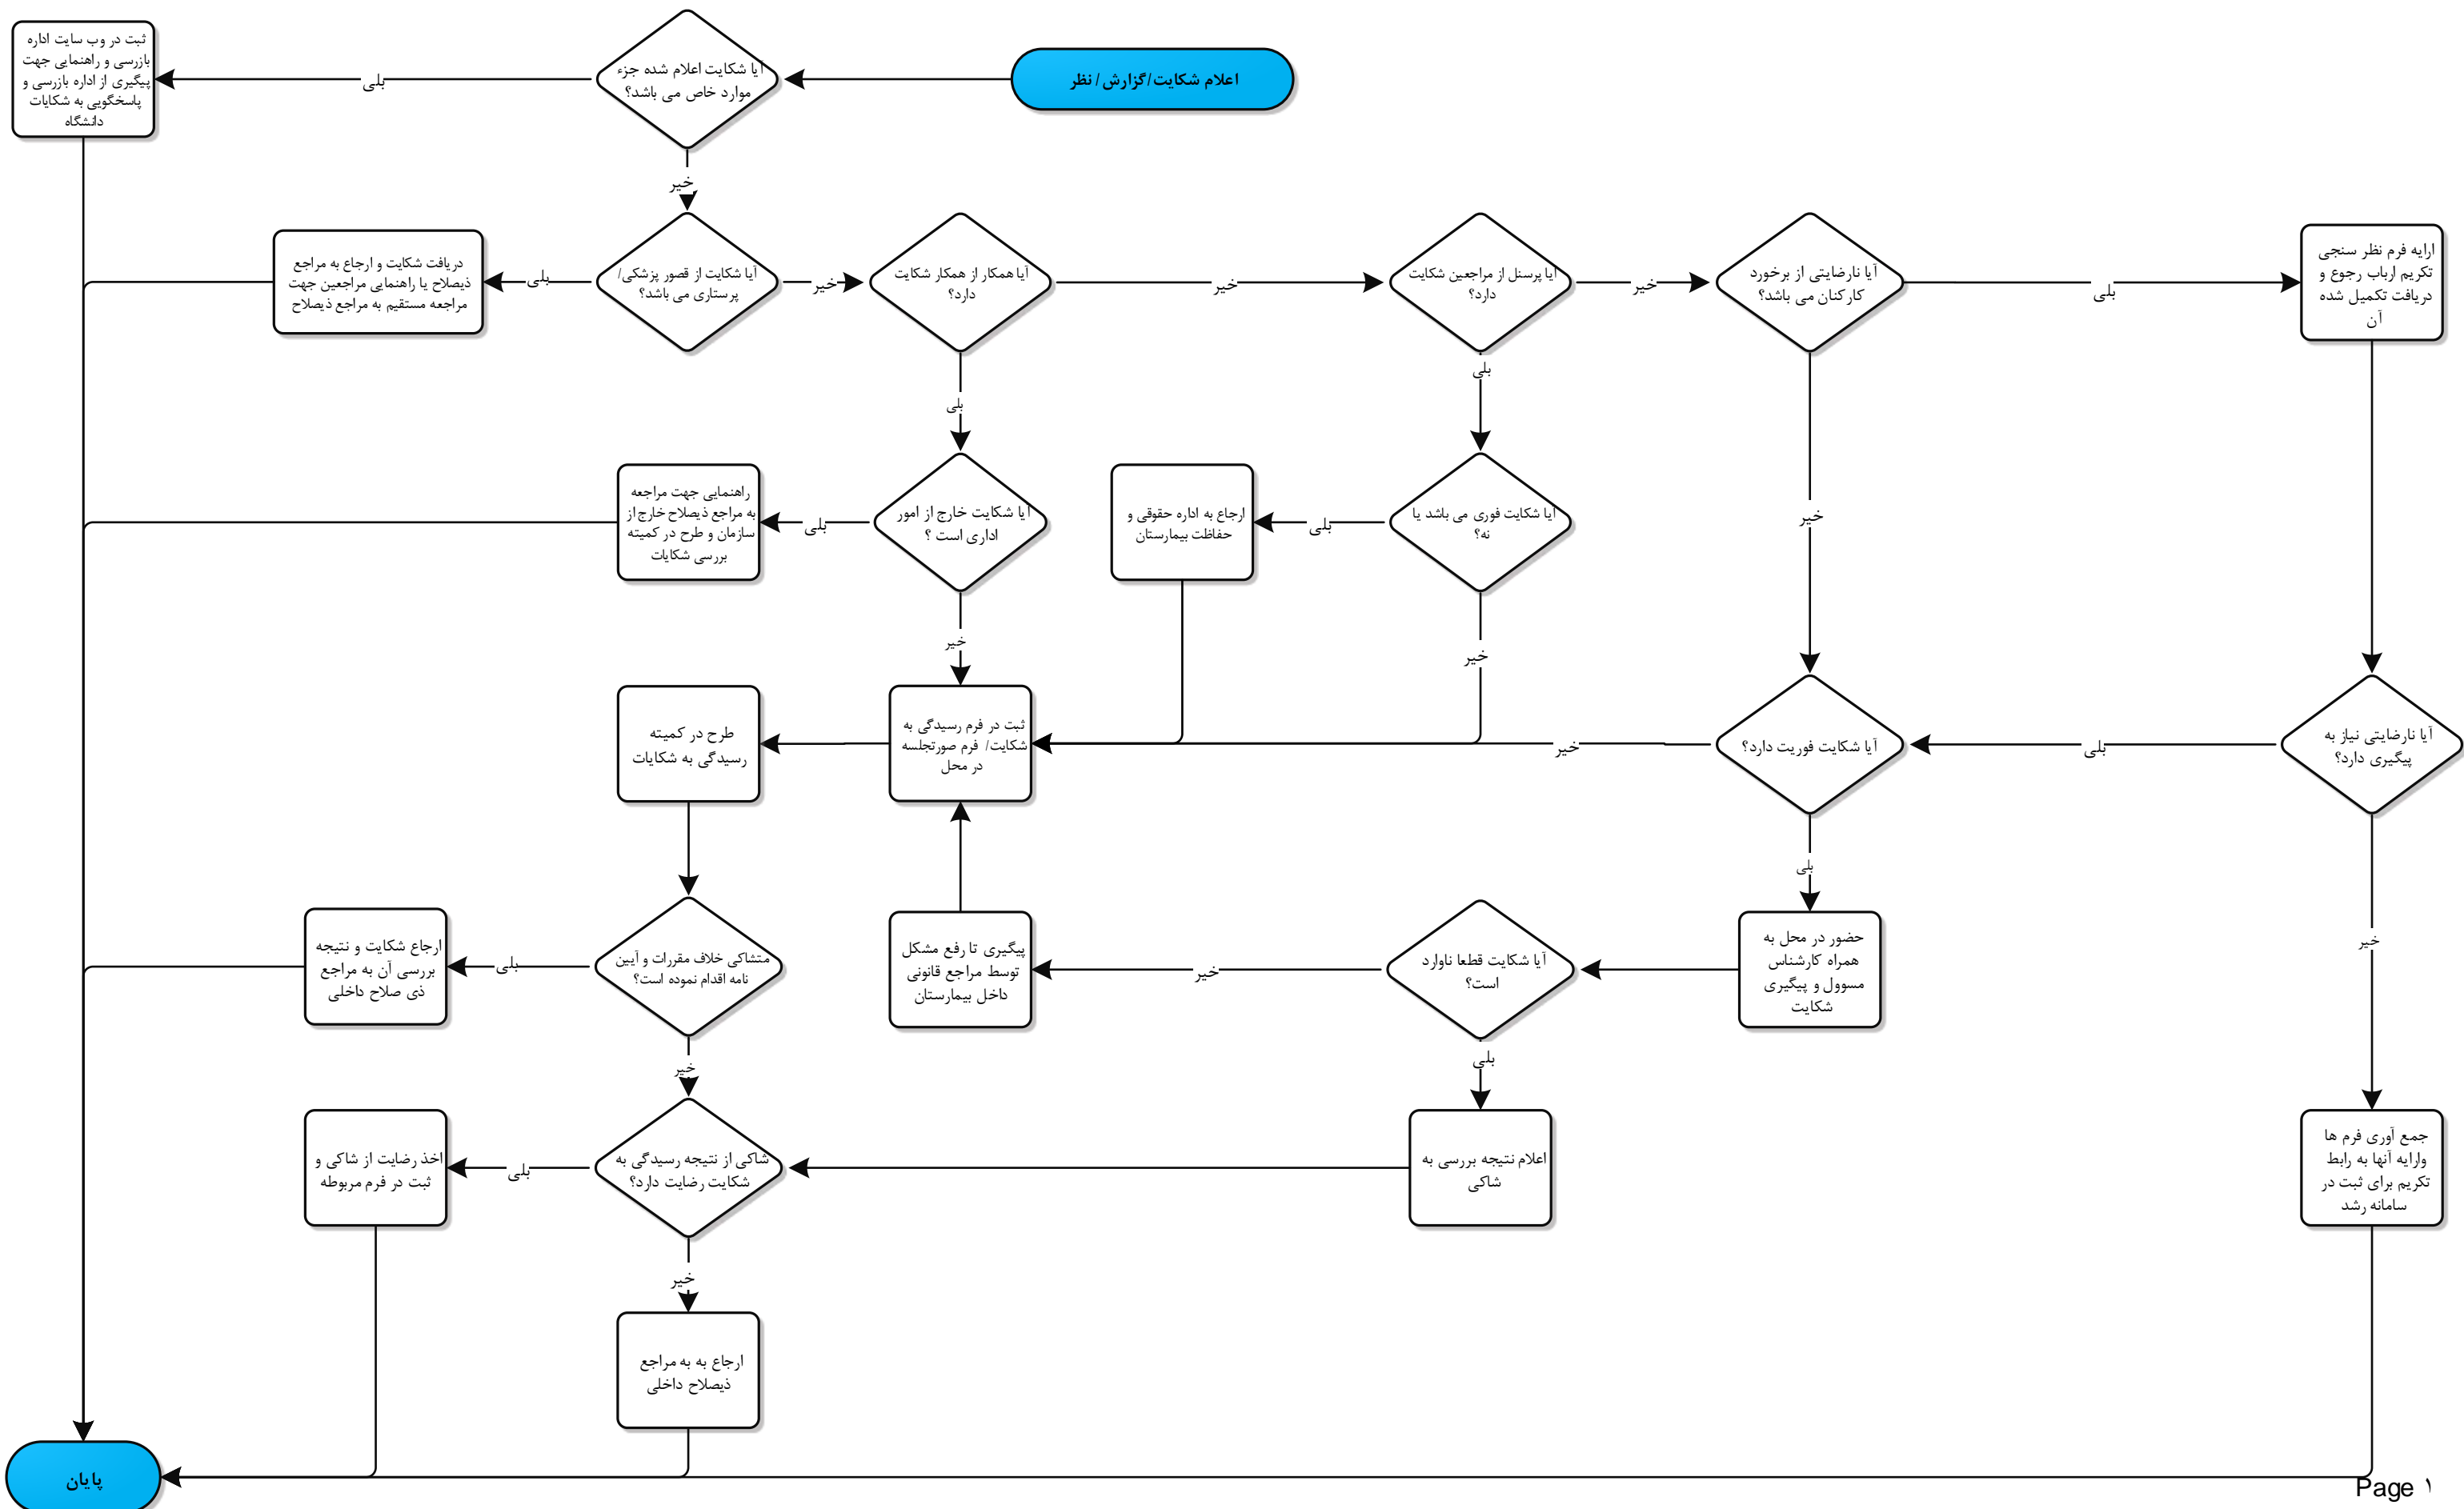 اعلام شکایت/گزارش/ نظر
آیا شکایت اعلام شده جزء
موارد خاص می باشد؟
بلی
ثبت در وب سایت اداره
بازرسی و راهنمایی جهت
پیگیری از اداره بازرسی و
پاسخگویی به شکایات
دانشگاه
خیر
آیا شکایت از قصور پزشکی/
پرستاری می باشد؟
بلی
دریافت شکایت و ارجاع به مراجع
ذیصلاح یا راهنمایی مراجعین جهت
مراجعه مستقیم به مراجع ذیصلاح
خیر
آیا همکار از همکار شکایت
دارد؟
خیر
آیا پرسنل از مراجعین شکایت
دارد؟
خیر
آیا نارضایتی از برخورد
کارکنان می باشد؟
بلی
ارایه فرم نظر سنجی
تکریم ارباب رجوع و
دریافت تکمیل شده
آن
بلی
بلی
خیر
آیا شکایت خارج از امور
اداری است ؟
بلی
راهنمایی جهت مراجعه
به مراجع ذیصلاح خارج از
سازمان و طرح در کمیته
بررسی شکایات
آیا شکایت فوری می باشد یا
نه؟
بلی
ارجاع به اداره حقوقی و
حفاظت بیمارستان
خیر
خیر
آیا نارضایتی نیاز به
پیگیری دارد؟
بلی
آیا شکایت فوریت دارد؟
خیر
ثبت در فرم رسیدگی به
شکایت/ فرم صورتجلسه
در محل
طرح در کمیته
رسیدگی به شکایات
بلی
خیر
حضور در محل به
همراه کارشناس
مسوول و پیگیری
شکایت
آیا شکایت قطعا ناوارد
است؟
خیر
پیگیری تا رفع مشکل
توسط مراجع قانونی
داخل بیمارستان
متشاکی خلاف مقررات و آیین
نامه اقدام نموده است؟
بلی
ارجاع شکایت و نتیجه
بررسی آن به مراجع
ذی صلاح داخلی
بلی
خیر
جمع آوری فرم ها
وارایه آنها به رابط
تکریم برای ثبت در
سامانه رشد
اعلام نتیجه بررسی به
شاکی
شاکی از نتیجه رسیدگی به
شکایت رضایت دارد؟
بلی
اخذ رضایت از شاکی و
ثبت در فرم مربوطه
خیر
ارجاع به به مراجع
ذیصلاح داخلی
پایان
Page ۱